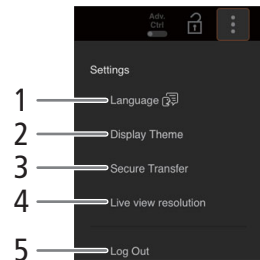 Adv.
Ctrl
Settings
1 Language
2 Display Theme
3 Secure Transfer
4 Live view resolution
5 Log Out